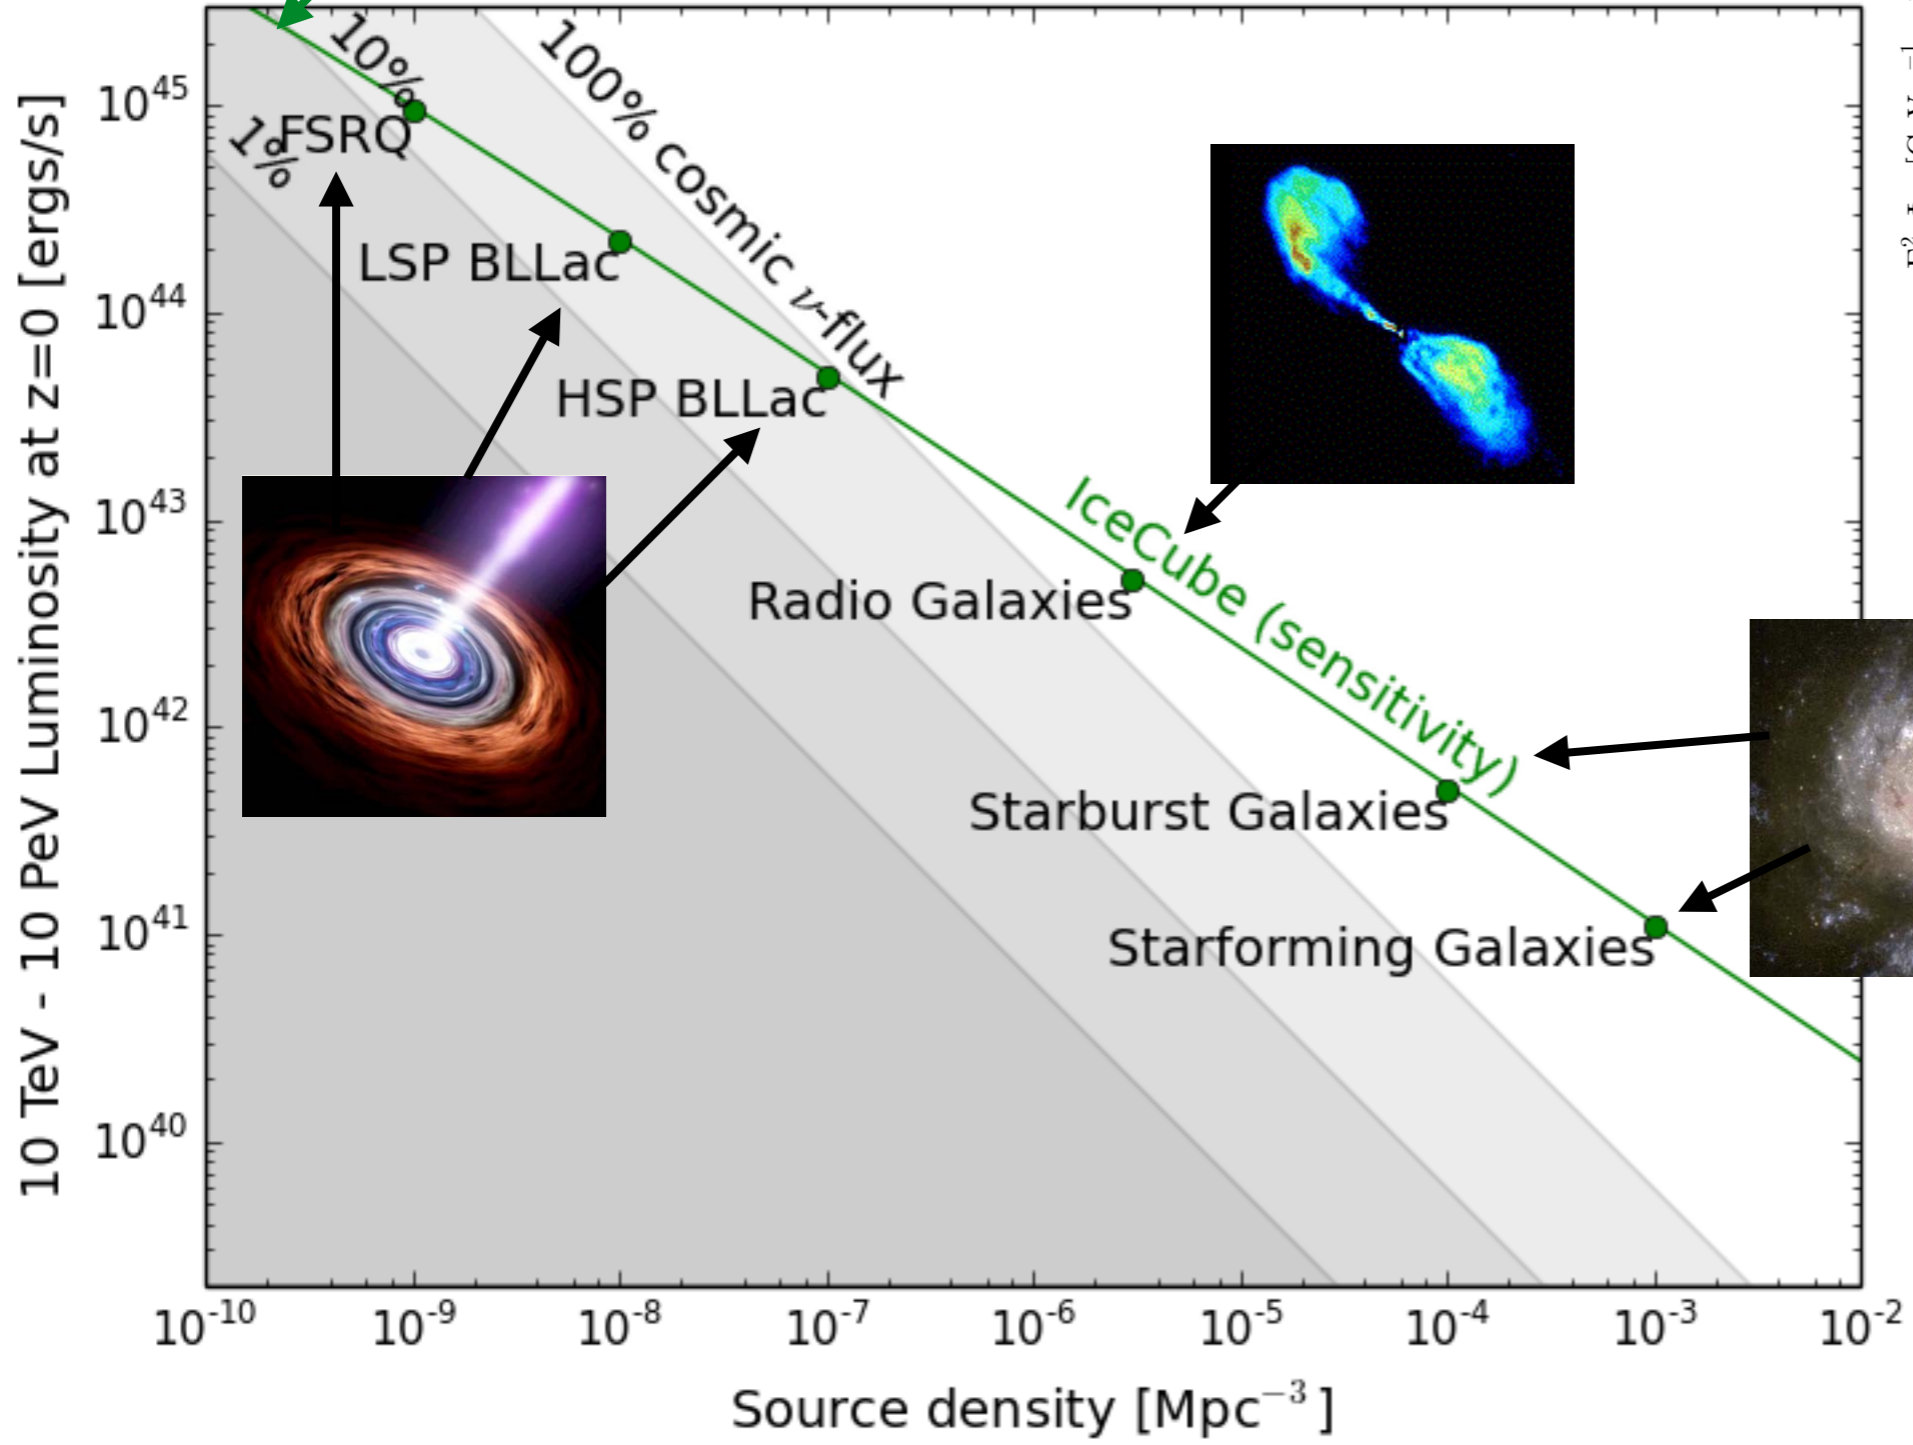 10 TeV - 10 PeV Luminosity at z=0 [ergs/s]
10^45
10^44
10^43
10^42
10^41
10^40
1%
10%
100% cosmic ν-flux
FSRQ
LSP BLLac
HSP BLLac
IceCube (sensitivity)
Radio Galaxies
Starburst Galaxies
Starforming Galaxies
10^-10 10^-9 10^-8 10^-7 10^-6 10^-5 10^-4 10^-3 10^-2
Source density [Mpc^−3]